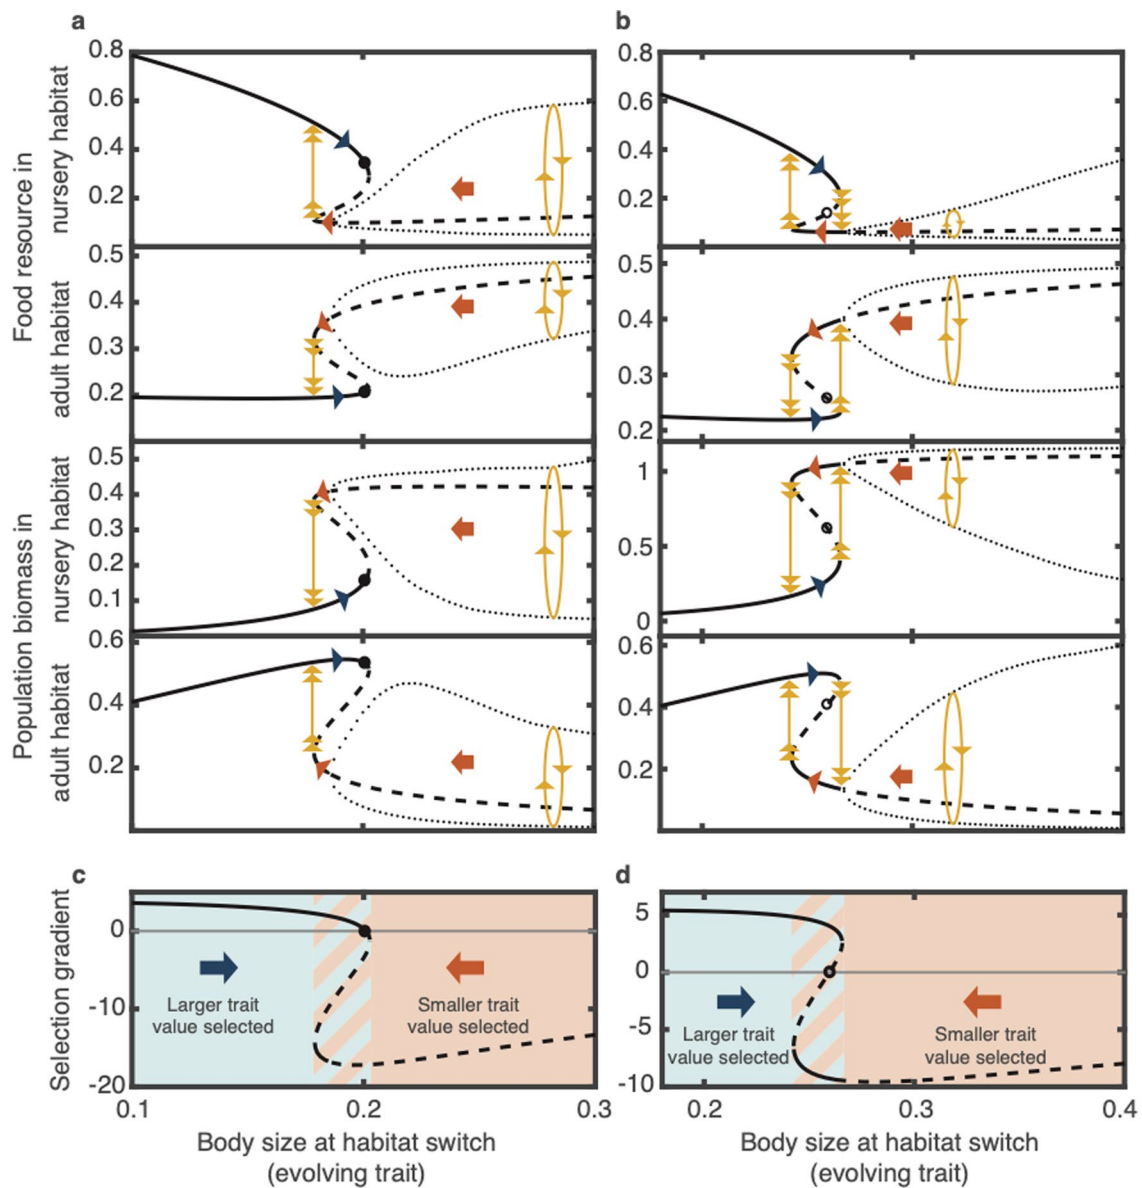 a
b
Food resource in
nursery habitat
adult habitat
Population biomass in
nursery habitat
adult habitat
0.8
0.6
0.4
0.2
0.5
0.4
0.3
0.2
0.5
0.4
0.3
0.2
0.1
0.6
0.4
0.2
0.8
0.6
0.4
0.2
0.5
0.4
0.3
0.2
1
0.5
0
0.6
0.4
0.2
c
Selection gradient
0
-10
-20
Larger trait
value selected
Smaller trait
value selected
0.1
0.2
0.3
Body size at habitat switch
(evolving trait)
d
5
0
-5
-10
Larger trait
value selected
Smaller trait
value selected
0.2
0.3
0.4
Body size at habitat switch
(evolving trait)